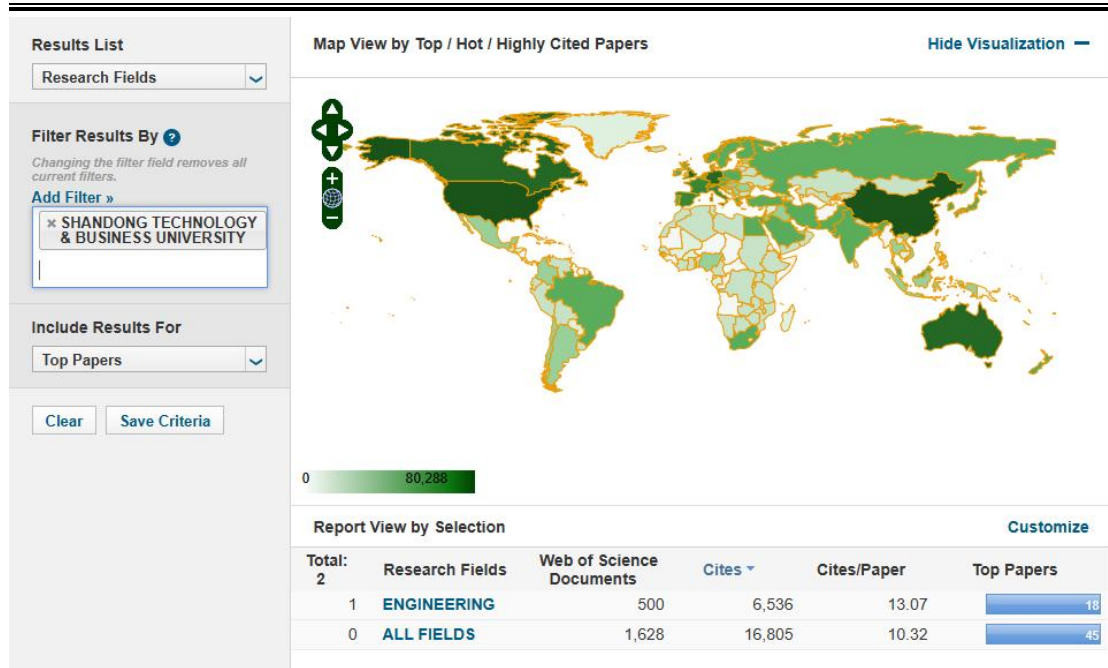 Results List
Research Fields
Filter Results By ?
Changing the filter field removes all
current filters.
Add Filter »
× SHANDONG TECHNOLOGY
& BUSINESS UNIVERSITY
Include Results For
Top Papers
Clear Save Criteria
Map View by Top / Hot / Highly Cited Papers Hide Visualization −
0 80,288
Report View by Selection Customize
Total: 2 Research Fields Web of Science Documents Cites Cites/Paper Top Papers
1 ENGINEERING 500 6,536 13.07 18
0 ALL FIELDS 1,628 16,805 10.32 45